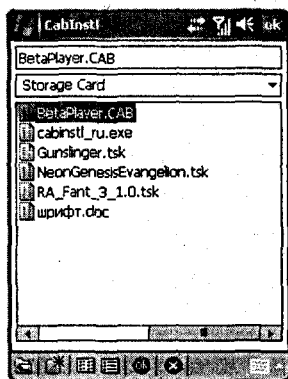 CabInstl
ok
BetaPlayer.CAB
Storage Card
BetaPlayer.CAB
cabinstl_ru.exe
Gunslinger.tsk
NeonGenesisEvangelion.tsk
RA_Fant_3_1.0.tsk
шрифт.doc
ok